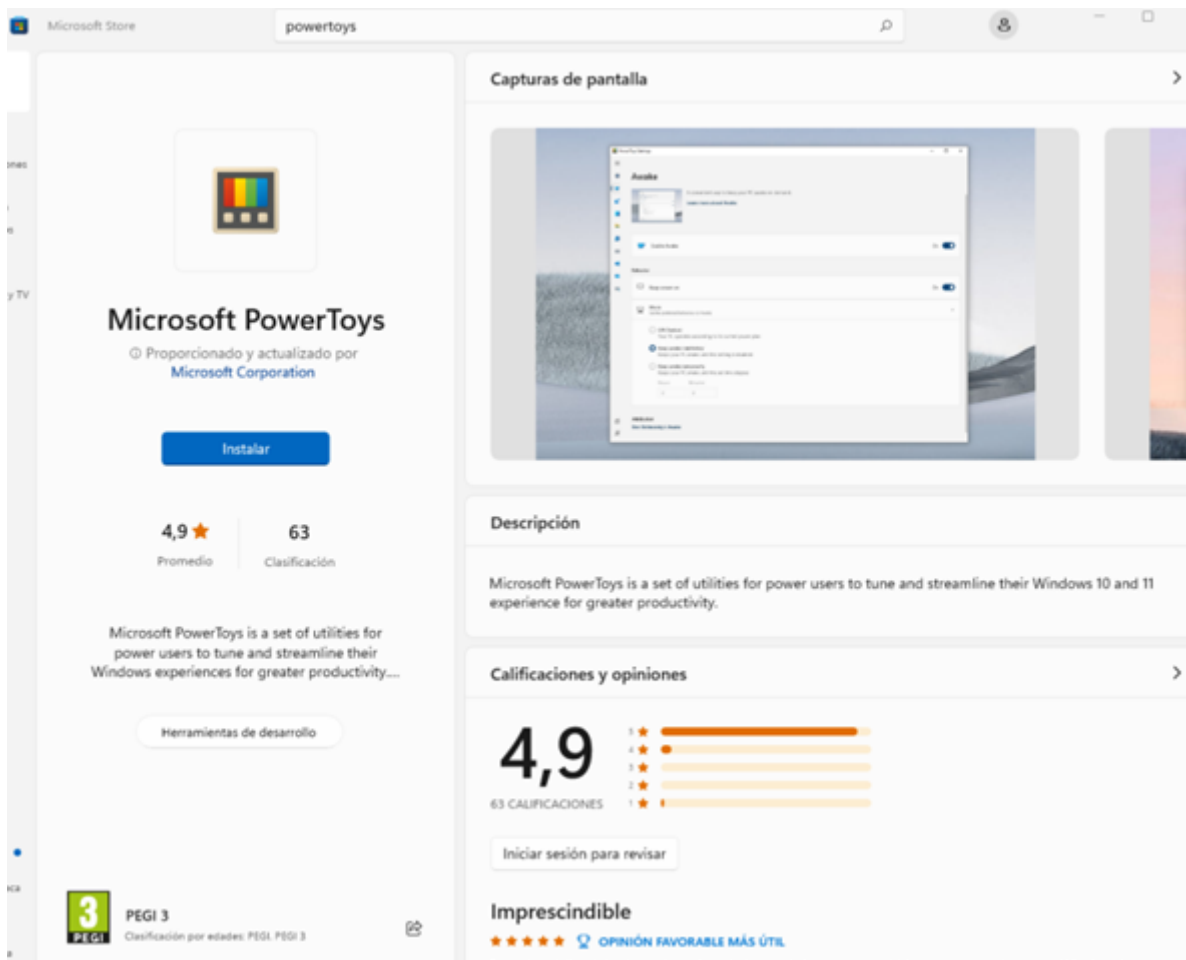 Microsoft Store
powertoys
ones
y TV
Microsoft PowerToys
Proporcionado y actualizado por
Microsoft Corporation
Instalar
4,9
63
Promedio
Clasificación
Microsoft PowerToys is a set of utilities for
power users to tune and streamline their
Windows experiences for greater productivity....
Herramientas de desarrollo
3
PEGI
PEGI 3
Clasificación por edades: PEGI. PEGI 3
Capturas de pantalla
Awake
Descripción
Microsoft PowerToys is a set of utilities for power users to tune and streamline their Windows 10 and 11
experience for greater productivity.
Calificaciones y opiniones
4,9
63 CALIFICACIONES
5
4
3
2
1
Iniciar sesión para revisar
Imprescindible
OPINIÓN FAVORABLE MÁS ÚTIL